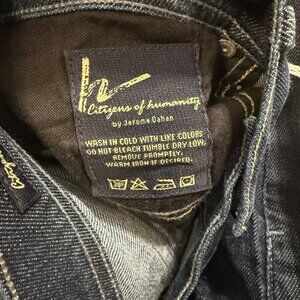 Citizens of humanity
by Jerome Dahan
WASH IN COLD WITH LIKE COLORS
DO NOT BLEACH TUMBLE DRY LOW.
REMOVE PROMPTLY.
WARM IRON IF DESIRED.